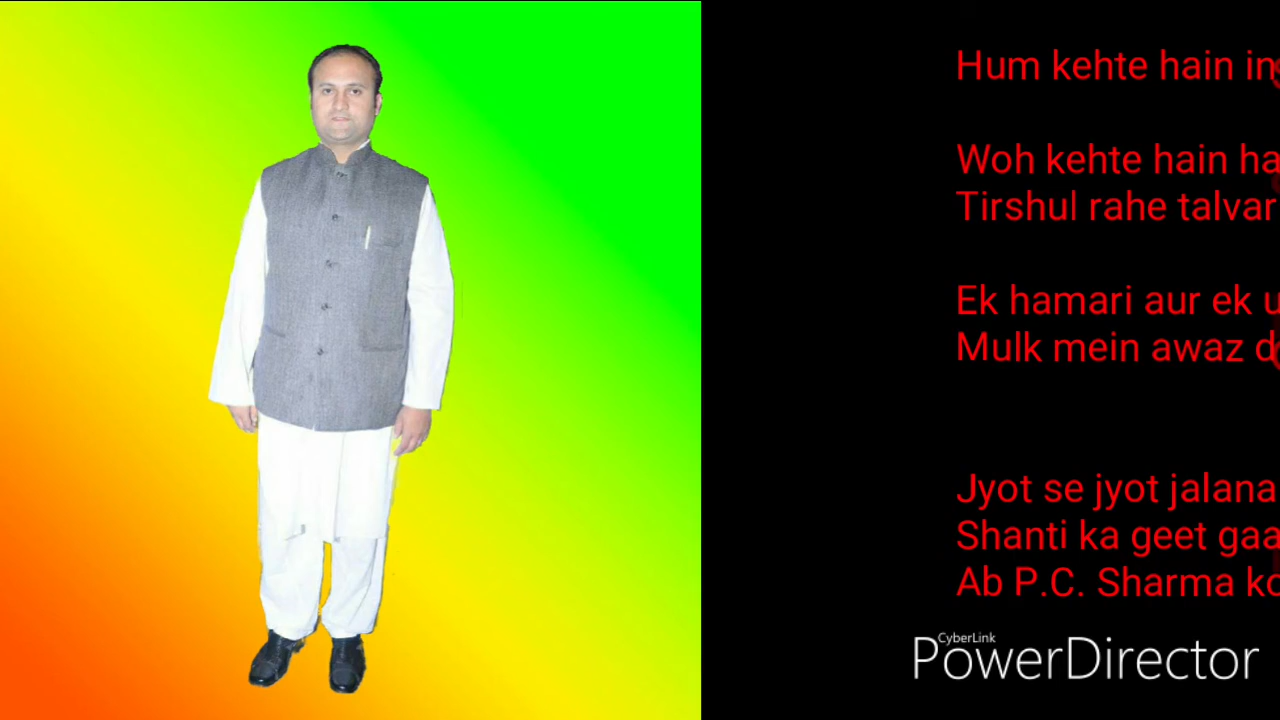 Hum kehte hain in
Woh kehte hain ha
Tirshul rahe talvar
Ek hamari aur ek u
Mulk mein awaz d
Jyot se jyot jalana
Shanti ka geet gaa
Ab P.C. Sharma ko
CyberLink
PowerDirector